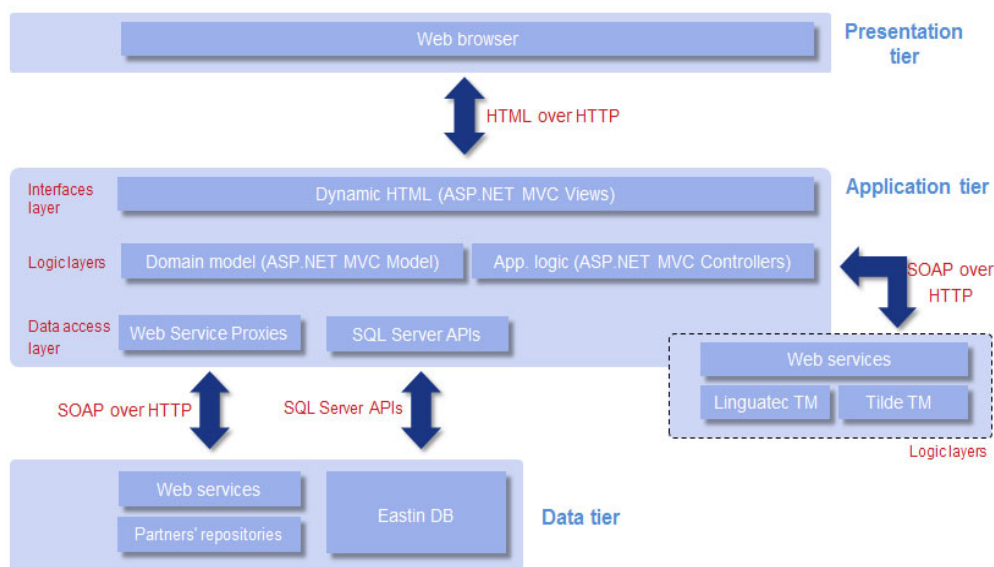 Web browser
Presentation
tier
HTML over HTTP
Interfaces
layer
Dynamic HTML (ASP.NET MVC Views)
Application tier
Logic layers
Domain model (ASP.NET MVC Model)
App. logic (ASP.NET MVC Controllers)
SOAP over
HTTP
Data access
layer
Web Service Proxies
SQL Server APIs
Web services
Linguatec TM
Tilde TM
Logic layers
SOAP over HTTP
SQL Server APIs
Web services
Partners' repositories
Eastin DB
Data tier